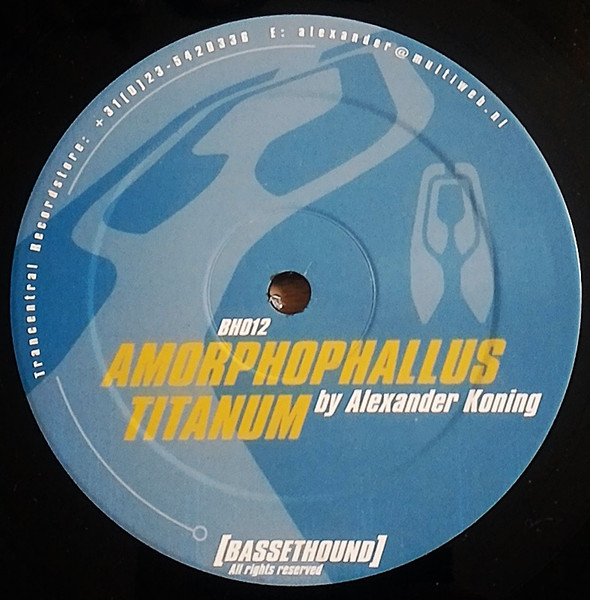 Trancentral Recordstore: +31(0)23-5420336 E: alexander@multiweb.nl
BH012
AMORPHOPHALLUS
TITANUM by Alexander Koning
[BASSETHOUND]
All rights reserved